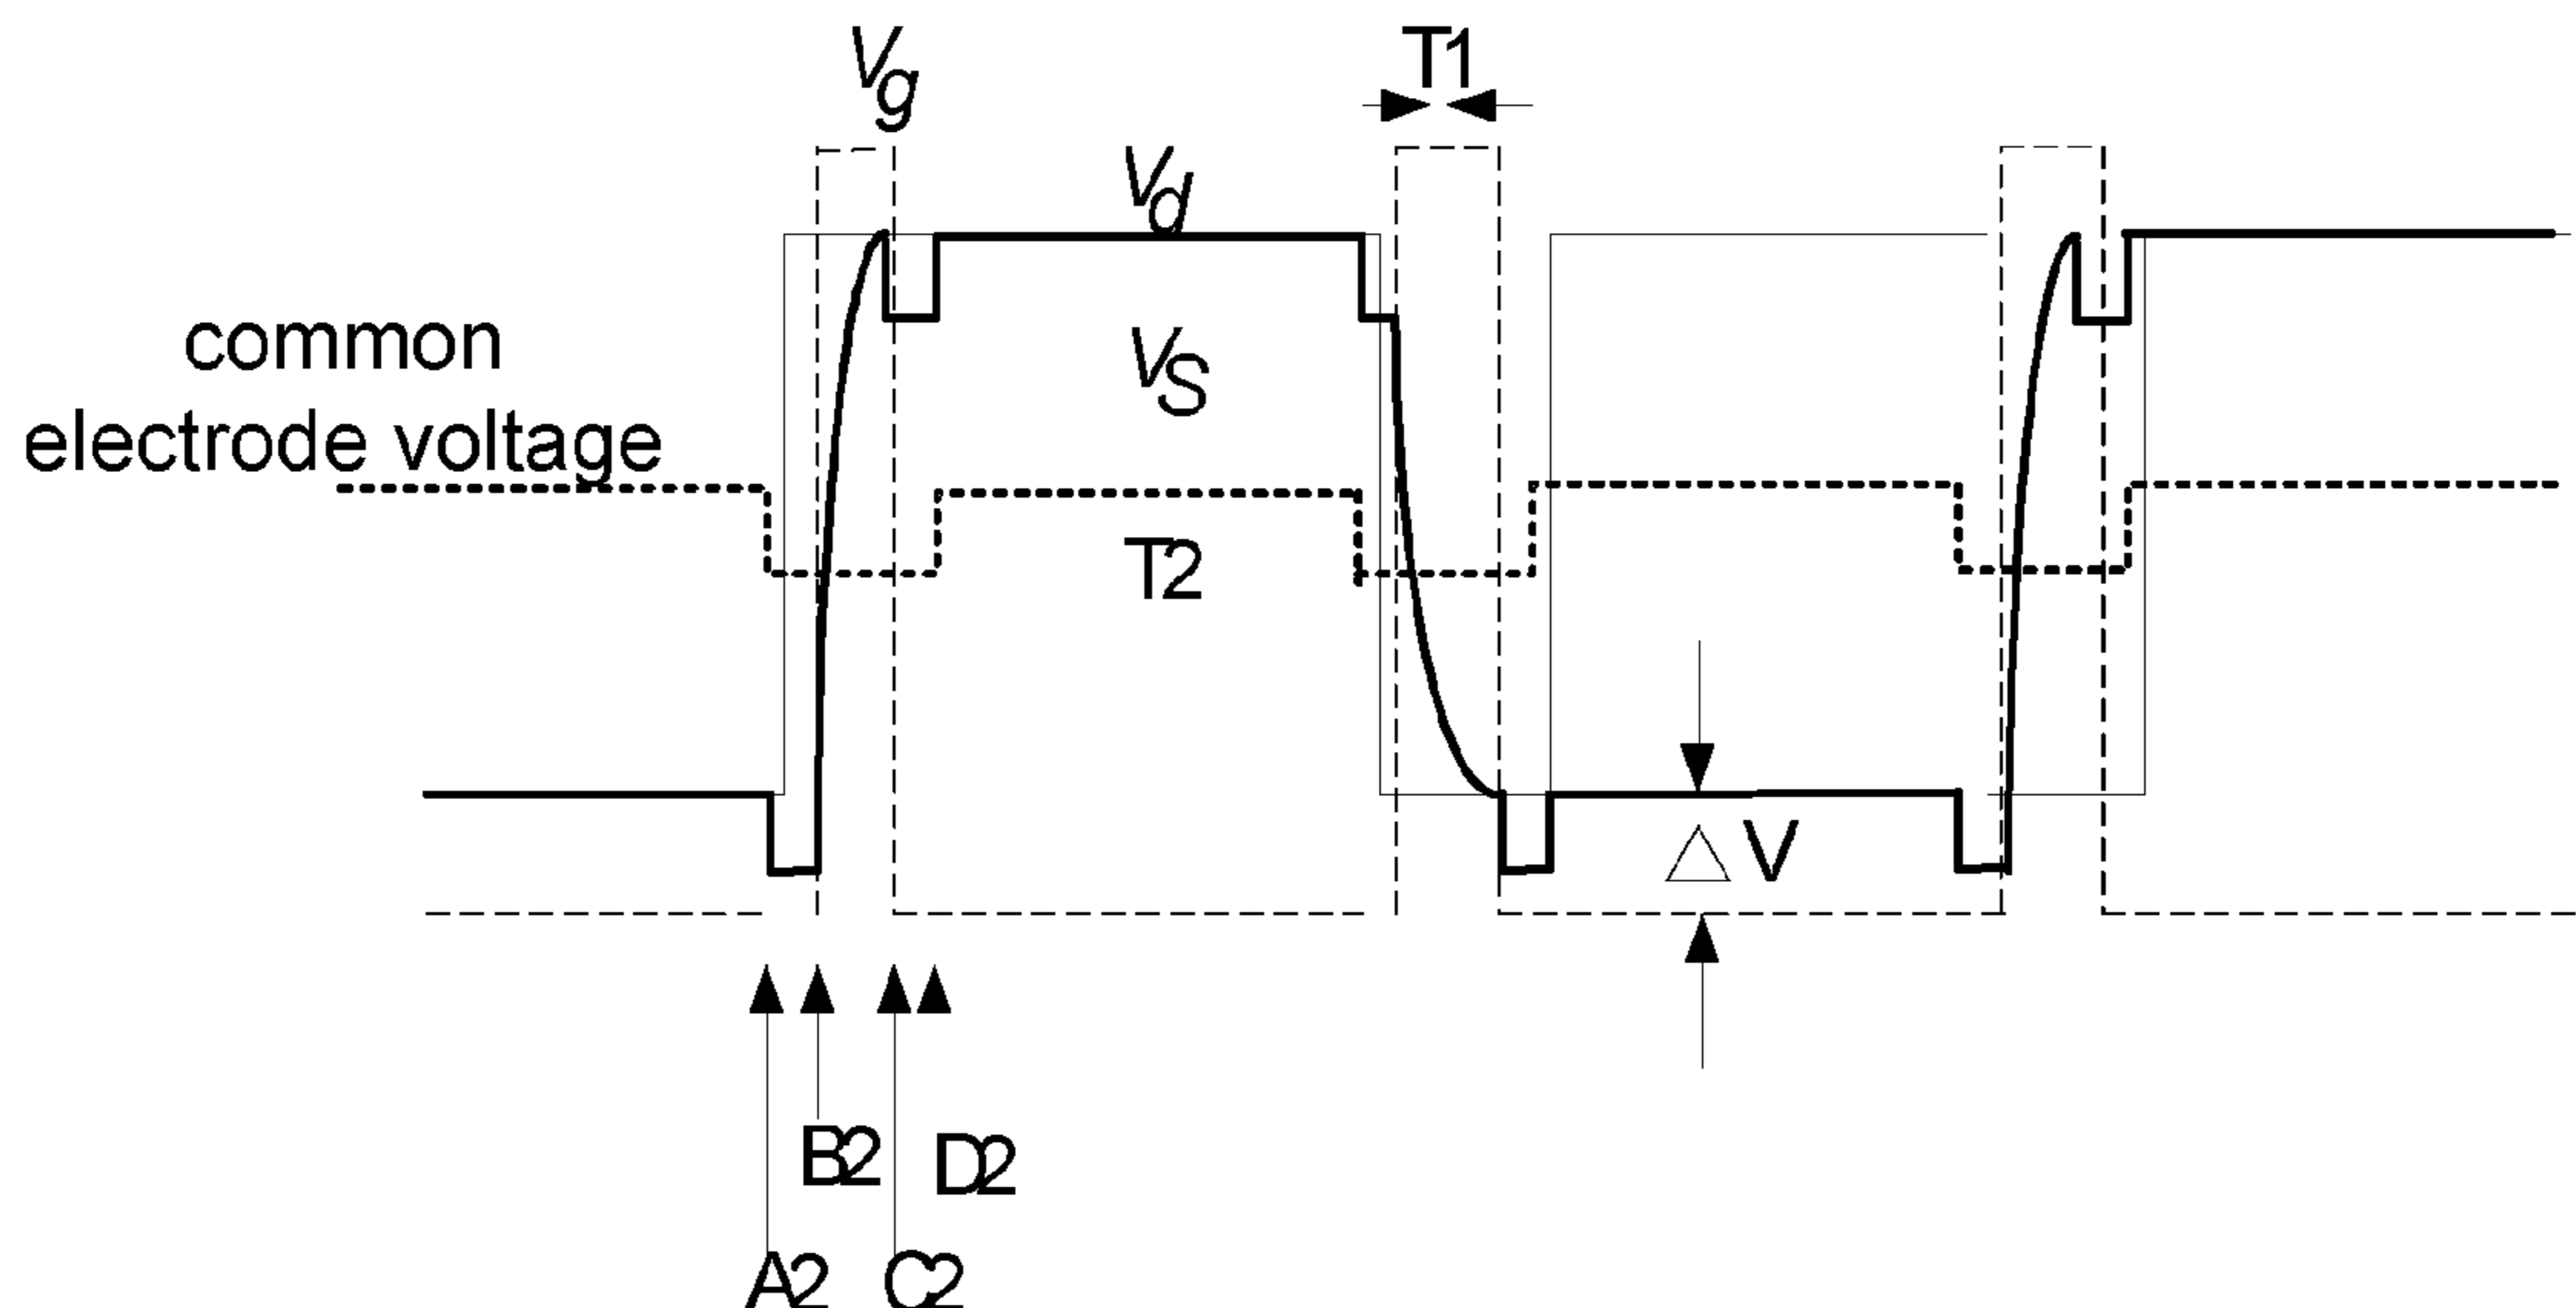 Vg
T1
Vd
common
electrode voltage
VS
T2
△V
B2
D2
A2
C2